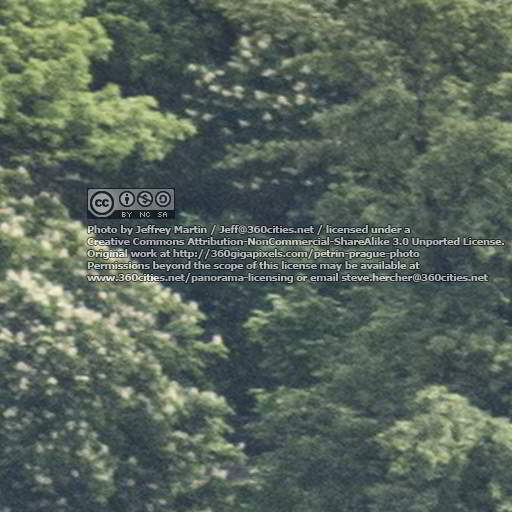 cc
BY NC SA
Photo by Jeffrey Martin / Jeff@360cities.net / licensed under a
Creative Commons Attribution-NonCommercial-ShareAlike 3.0 Unported License.
Original work at http://360gigapixels.com/petrin-prague-photo
Permissions beyond the scope of this license may be available at
www.360cities.net/panorama-licensing or email steve.hercher@360cities.net